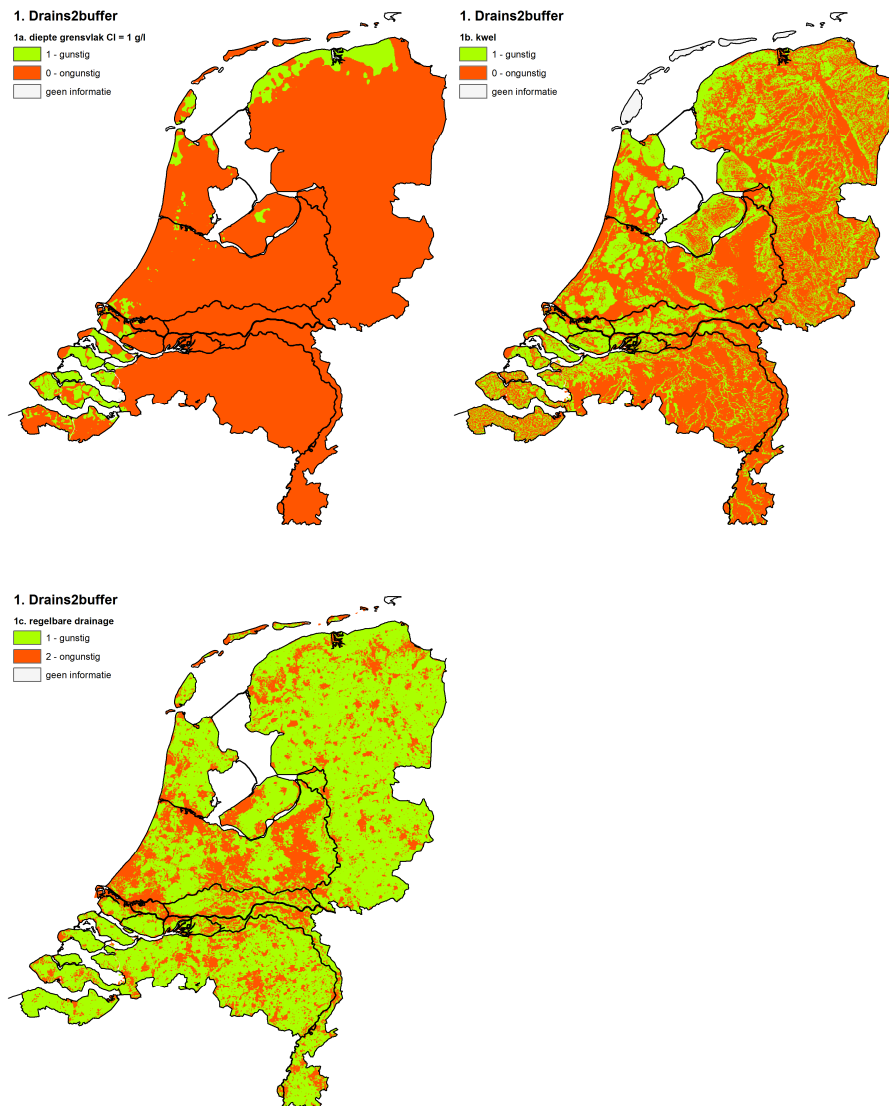 1. Drains2buffer
1a. diepte grensvlak Cl = 1 g/l
1 - gunstig
0 - ongunstig
geen informatie
1. Drains2buffer
1b. kwel
1 - gunstig
0 - ongunstig
geen informatie
1. Drains2buffer
1c. regelbare drainage
1 - gunstig
2 - ongunstig
geen informatie